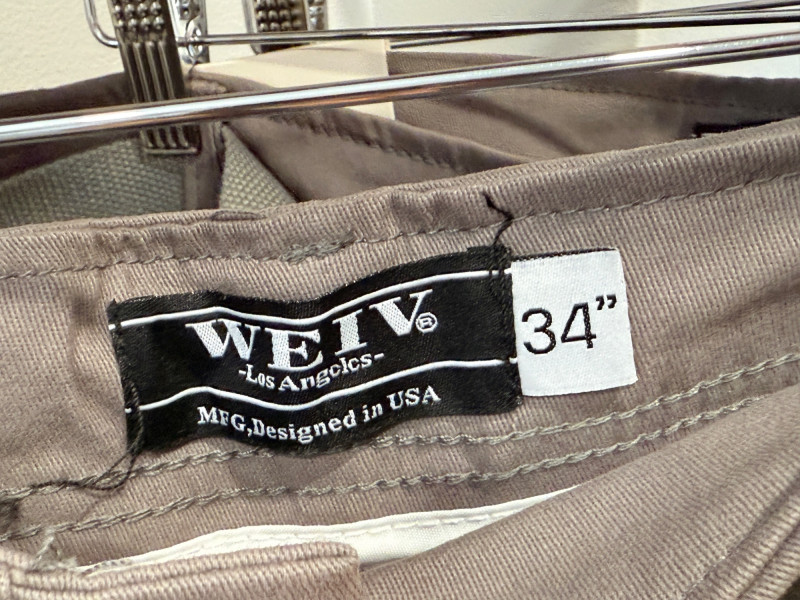 WEIV®
-Los Angeles-
MFG,Designed in USA
34”